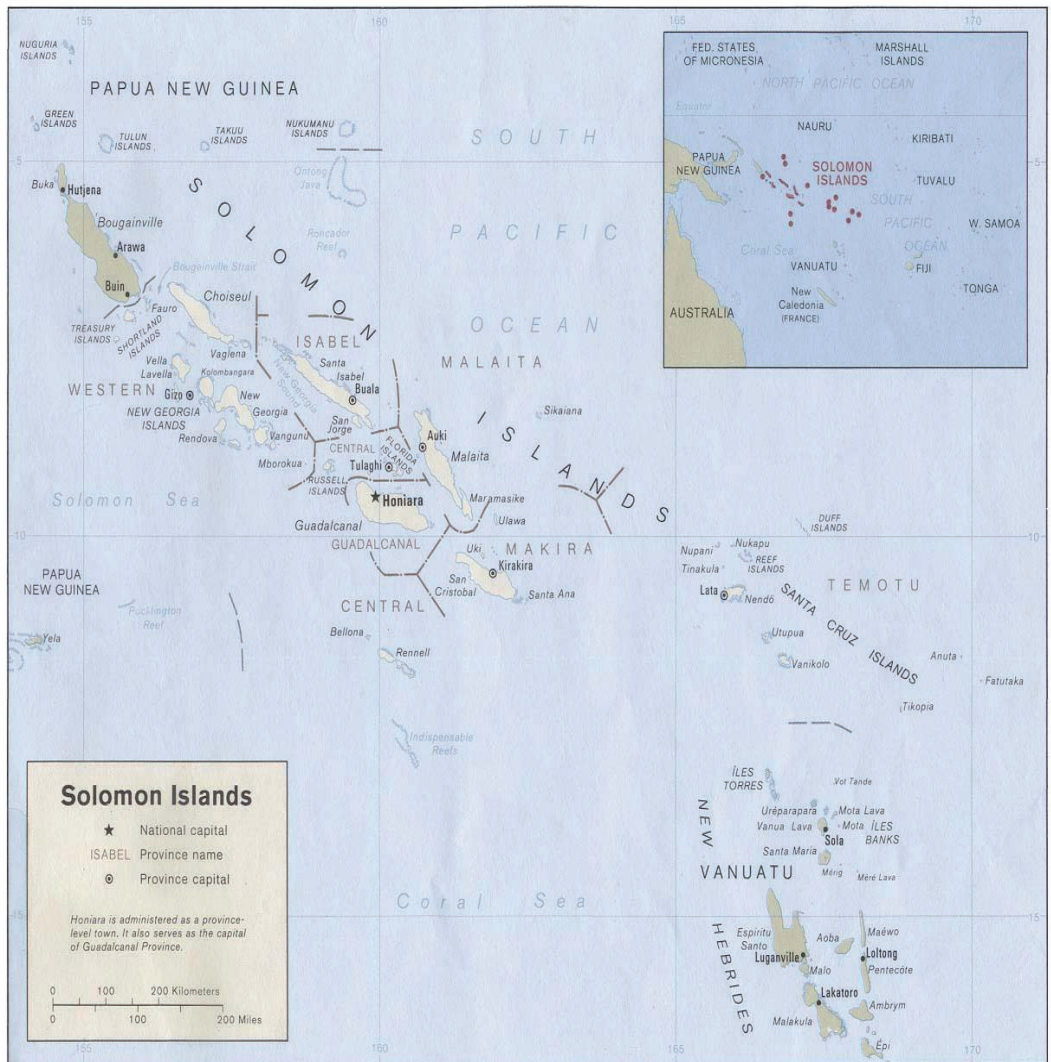 155
160
165
170
NUGURIA
ISLANDS
PAPUA NEW GUINEA
GREEN
ISLANDS
TULUN
ISLANDS
TAKUU
ISLANDS
NUKUMANU
ISLANDS
SOUTH
PACIFIC
OCEAN
5
Ontong
Java
Roncador
Reef
Buka
Hutjena
Bougainville
Arawa
Buin
Bougainville Strait
SOLOMON
ISLANDS
Choiseul
Fauro
TREASURY
ISLANDS
SHORTLAND
ISLANDS
Vaglena
ISABEL
Santa
Isabel
Buala
New Georgia
Sound
MALAITA
Vella
Lavella
Kolombangara
WESTERN
Gizo
NEW GEORGIA
ISLANDS
New
Georgia
Rendova
Vangunu
San
Jorge
CENTRAL
FLORIDA
ISLANDS
Auki
Malaita
Sikaiana
Mborokua
Tulaghi
RUSSELL
ISLANDS
Solomon Sea
Honiara
Guadalcanal
GUADALCANAL
Maramasike
Ulawa
10
MAKIRA
Uki
Kirakira
San
Cristobal
Santa Ana
CENTRAL
Bellona
Rennell
Indispensable
Reefs
PAPUA
NEW GUINEA
Pocklington
Reef
Yela
DUFF
ISLANDS
Nupani
Nukapu
REEF
ISLANDS
Tinakula
Lata
Nendö
TEMOTU
SANTA CRUZ ISLANDS
Utupua
Vanikolo
Anuta
Fatutaka
Tikopia
10
ÎLES
TORRES
Vot Tande
Uréparapara
Mota Lava
Vanua Lava
Mota
ÎLES
BANKS
Sola
Santa Maria
Mérig
Méré Lava
NEW
HEBRIDES
VANUATU
Coral Sea
15
15
Espiritu
Santo
Aoba
Maéwo
Luganville
Loltong
Malo
Pentecôte
Lakatoro
Ambrym
Malakula
Épi
FED. STATES
OF MICRONESIA
MARSHALL
ISLANDS
NORTH PACIFIC OCEAN
Equator
NAURU
KIRIBATI
PAPUA
NEW GUINEA
SOLOMON
ISLANDS
TUVALU
SOUTH
PACIFIC
OCEAN
W. SAMOA
Coral Sea
VANUATU
FIJI
New
Caledonia
(FRANCE)
TONGA
AUSTRALIA
Solomon Islands
National capital
ISABEL Province name
Province capital
Honiara is administered as a province-
level town. It also serves as the capital
of Guadalcanal Province.
0 100 200 Kilometers
0 100 200 Miles
155
160
165
170